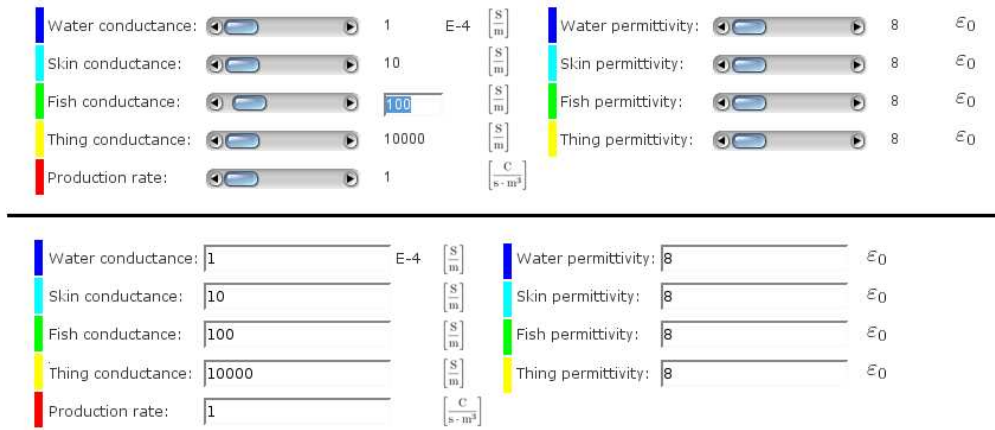 Water conductance: 1 E-4 [S/m] Water permittivity: 8 ε0
Skin conductance: 10 [S/m] Skin permittivity: 8 ε0
Fish conductance: 100 [S/m] Fish permittivity: 8 ε0
Thing conductance: 10000 [S/m] Thing permittivity: 8 ε0
Production rate: 1 [C/s·m³]
Water conductance: 1 E-4 [S/m] Water permittivity: 8 ε0
Skin conductance: 10 [S/m] Skin permittivity: 8 ε0
Fish conductance: 100 [S/m] Fish permittivity: 8 ε0
Thing conductance: 10000 [S/m] Thing permittivity: 8 ε0
Production rate: 1 [C/s·m³]